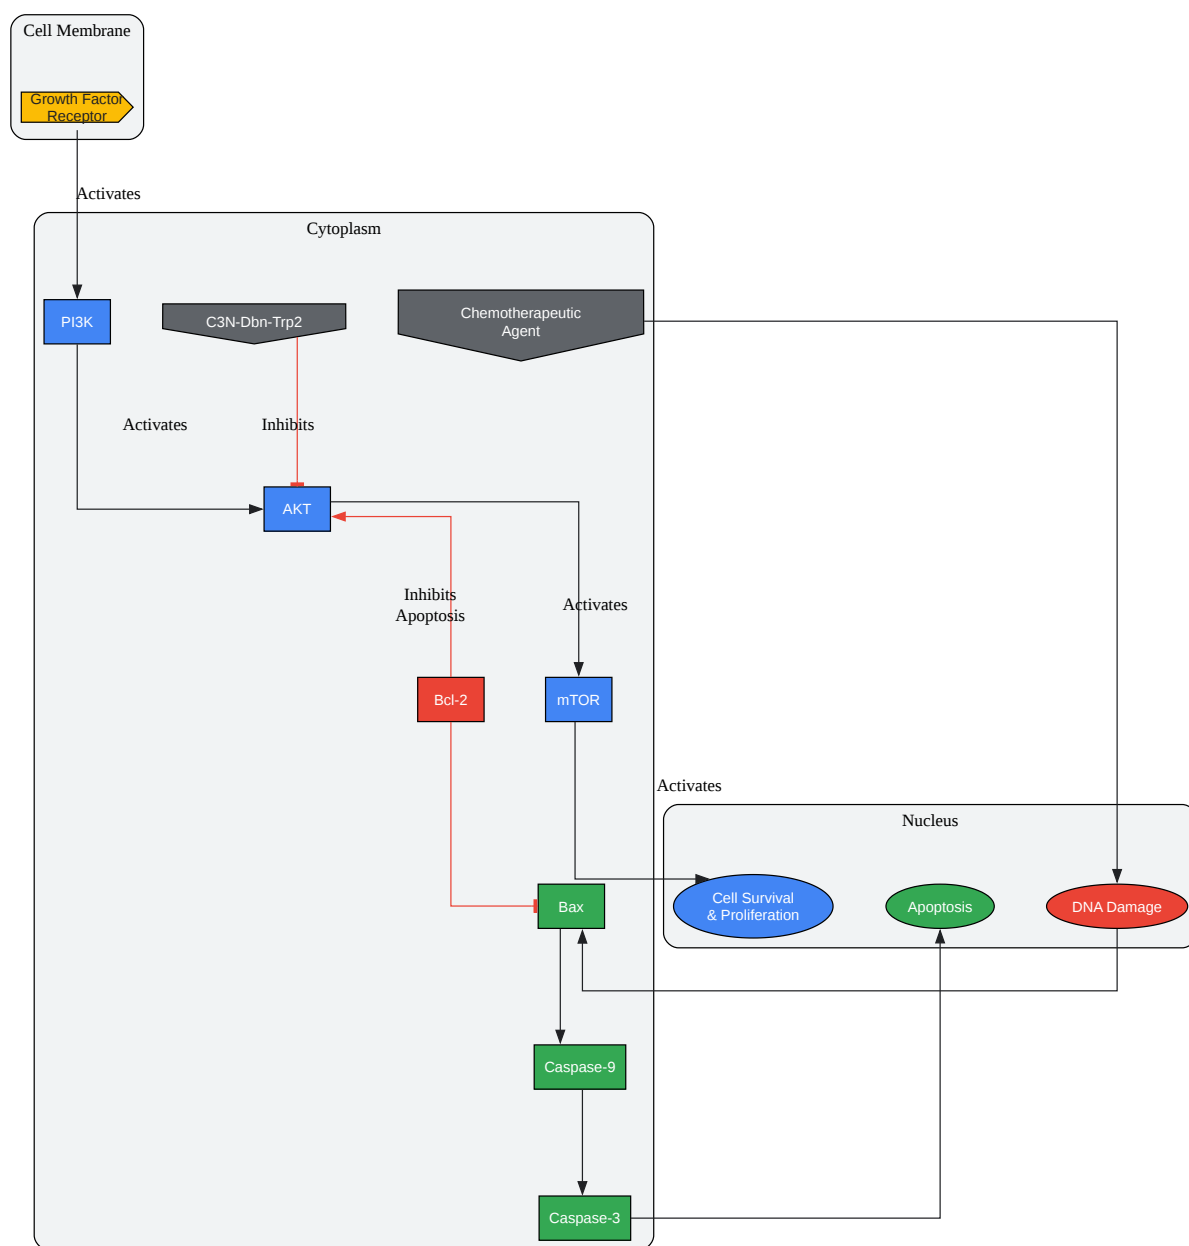 Cell Membrane
Growth Factor
Receptor
Activates
Cytoplasm
PI3K
C3N-Dbn-Trp2
Chemotherapeutic
Agent
Activates
Inhibits
AKT
Inhibits
Apoptosis
Activates
Bcl-2
mTOR
Activates
Nucleus
Cell Survival
& Proliferation
Apoptosis
DNA Damage
Bax
Caspase-9
Caspase-3